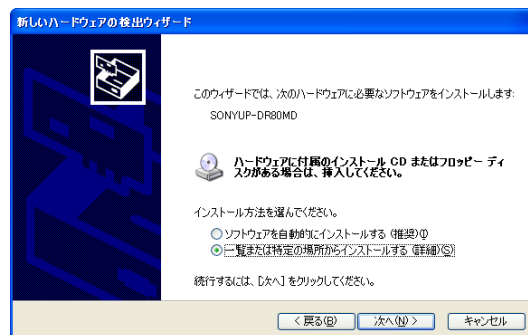 新しいハードウェアの検出ウィザード
このウィザードでは、次のハードウェアに必要なソフトウェアをインストールします:
SONYUP-DR80MD
ハードウェアに付属のインストール CD またはフロッピー ディ
スクがある場合は、挿入してください。
インストール方法を選んでください。
ソフトウェアを自動的にインストールする (推奨)(I)
一覧または特定の場所からインストールする (詳細)(S)
続行するには、[次へ] をクリックしてください。
< 戻る(B)
次へ(N) >
キャンセル